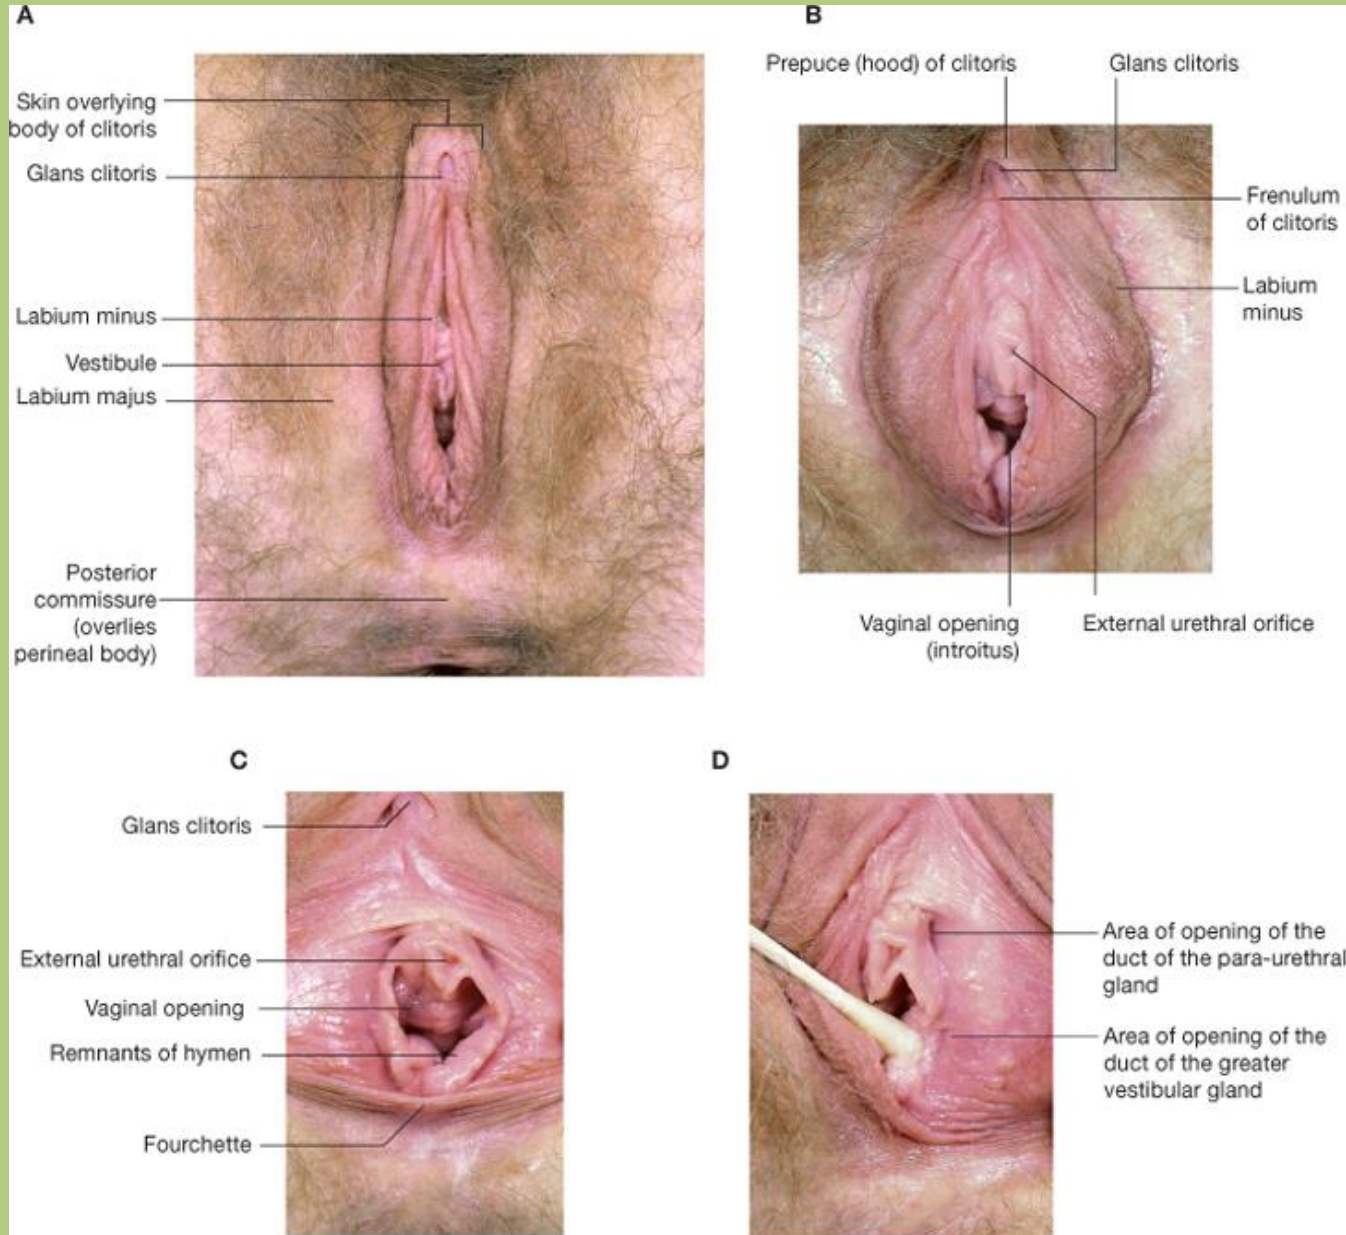 A
Skin overlying
body of clitoris
Glans clitoris
Labium minus
Vestibule
Labium majus
Posterior
commissure
(overlies
perineal body)
B
Prepuce (hood) of clitoris
Glans clitoris
Frenulum
of clitoris
Labium
minus
Vaginal opening
(introitus)
External urethral orifice
C
Glans clitoris
External urethral orifice
Vaginal opening
Remnants of hymen
Fourchette
D
Area of opening of the
duct of the para-urethral
gland
Area of opening of the
duct of the greater
vestibular gland